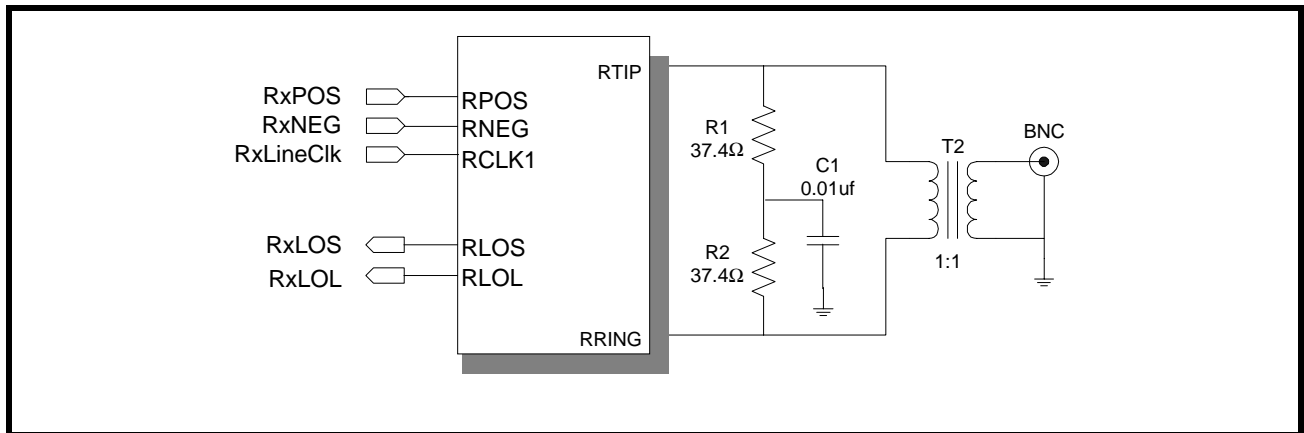 RxPOS
RxNEG
RxLineClk
RxLOS
RxLOL
RPOS
RNEG
RCLK1
RLOS
RLOL
RTIP
RRING
R1
37.4Ω
C1
0.01uf
R2
37.4Ω
T2
1:1
BNC